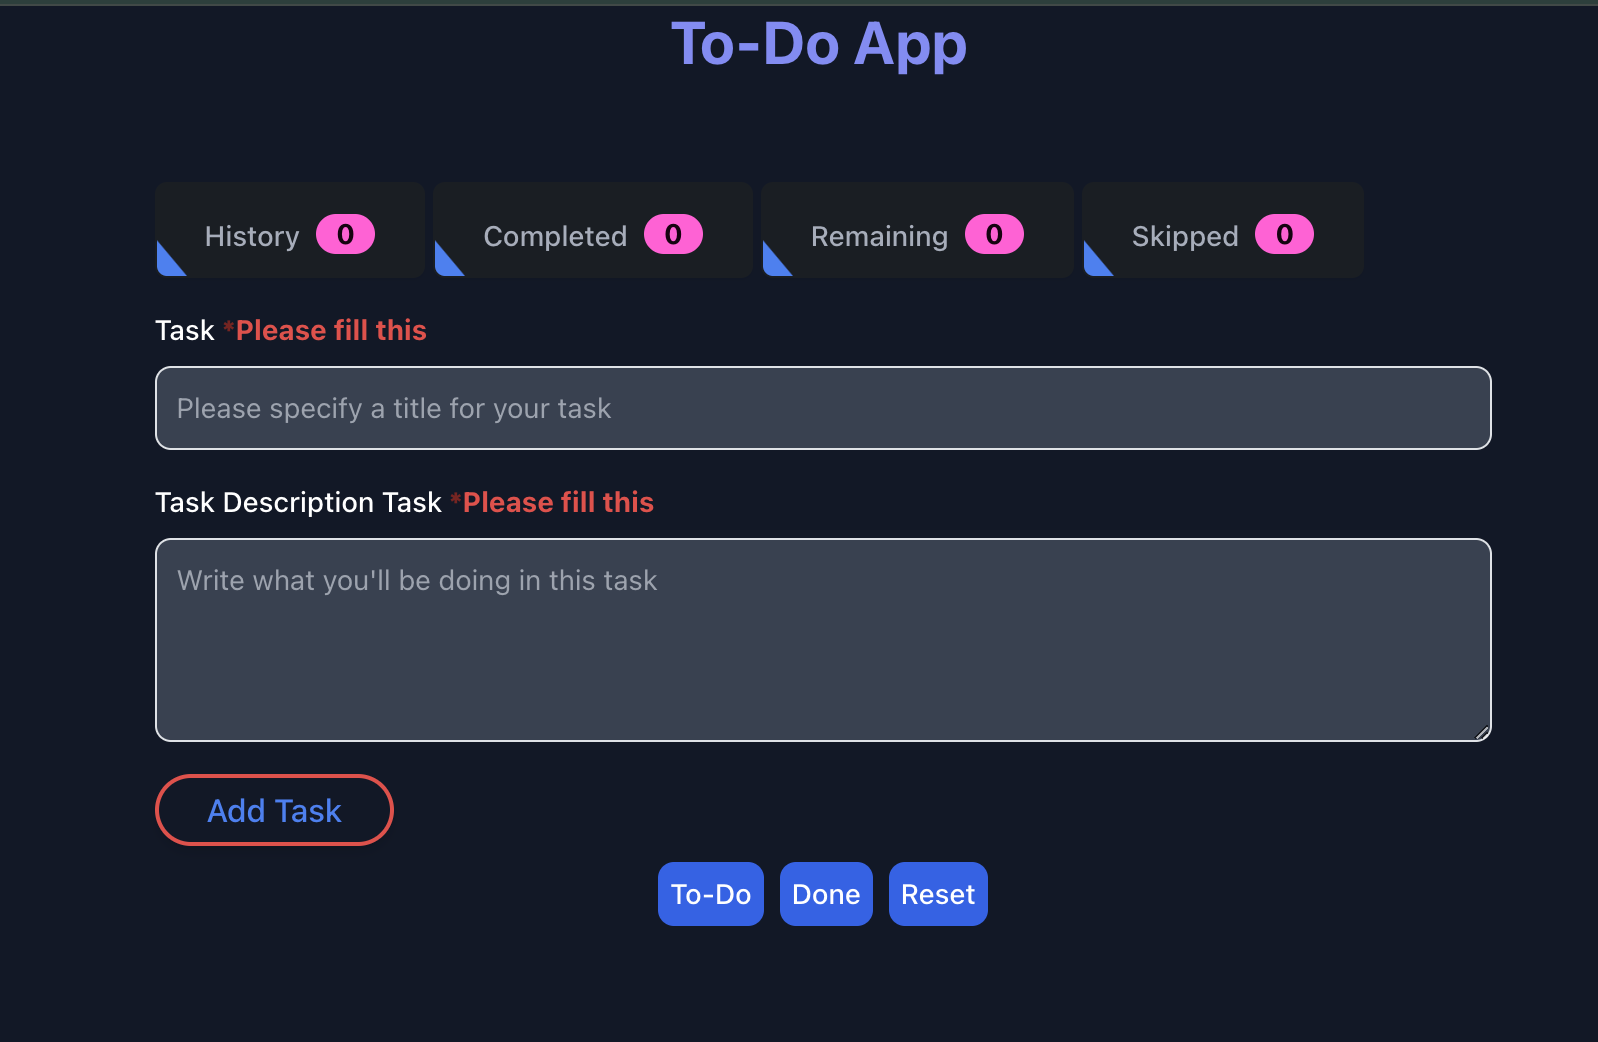 To-Do App
History 0 Completed 0 Remaining 0 Skipped 0
Task *Please fill this
Please specify a title for your task
Task Description Task *Please fill this
Write what you'll be doing in this task
Add Task
To-Do Done Reset